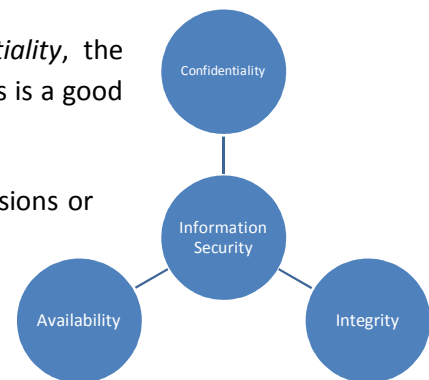 tiality, the
s is a good
sions or
Confidentiality
Information
Security
Availability
Integrity